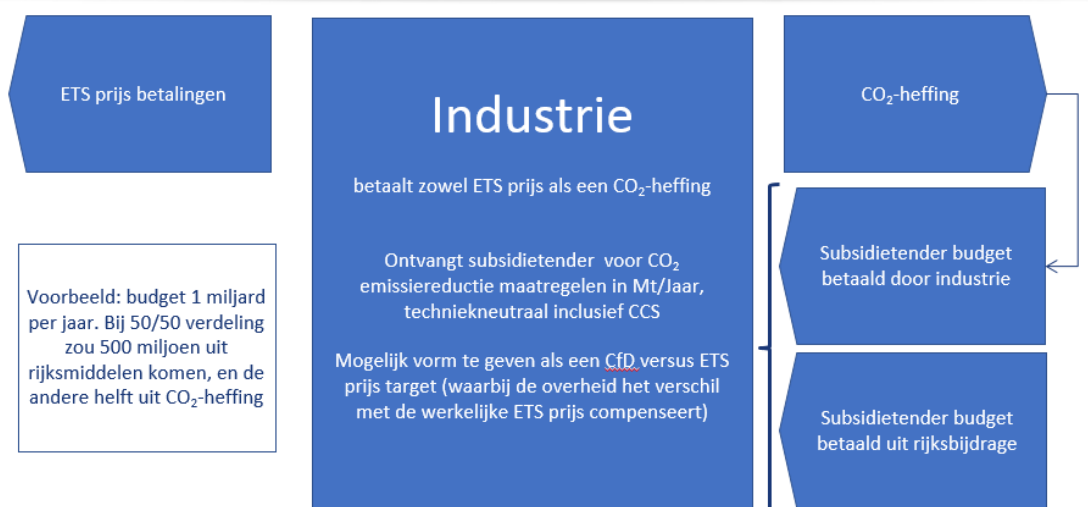 ETS prijs betalingen
Industrie
betaalt zowel ETS prijs als een CO₂-heffing
Ontvangt subsidietender voor CO₂
emissiereductie maatregelen in Mt/Jaar,
techniekneutraal inclusief CCS
Mogelijk vorm te geven als een CfD versus ETS
prijs target (waarbij de overheid het verschil
met de werkelijke ETS prijs compenseert)
CO₂-heffing
Subsidietender budget
betaald door industrie
Subsidietender budget
betaald uit rijksbijdrage
Voorbeeld: budget 1 miljard
per jaar. Bij 50/50 verdeling
zou 500 miljoen uit
rijksmiddelen komen, en de
andere helft uit CO₂-heffing